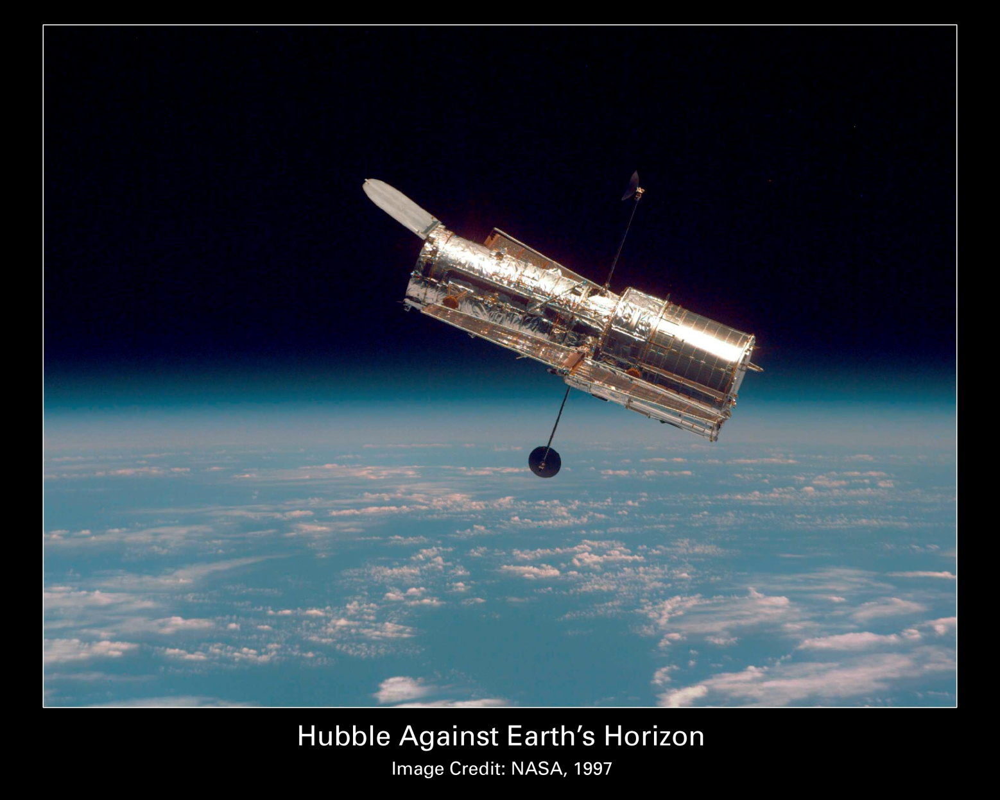 Hubble Against Earth’s Horizon
Image Credit: NASA, 1997